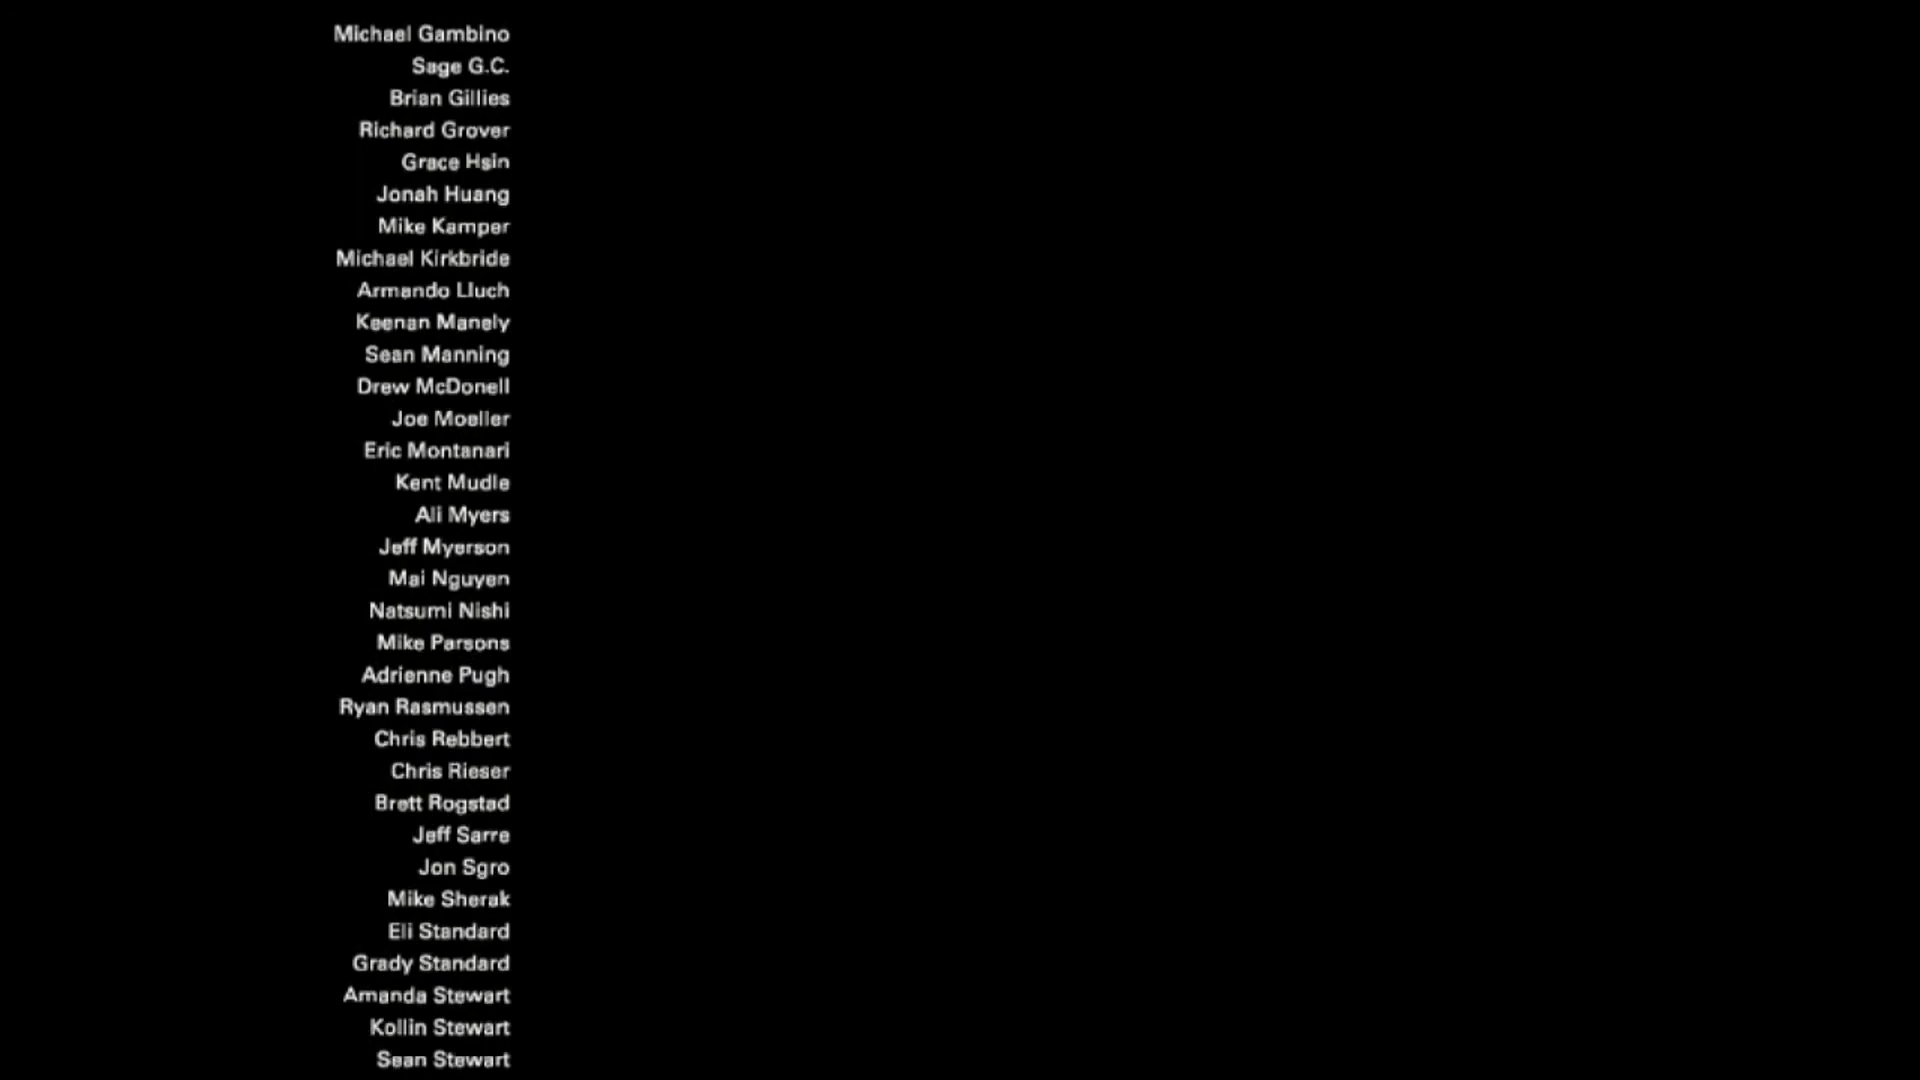 Michael Gambino
Sage G.C.
Brian Gillies
Richard Grover
Grace Hsin
Jonah Huang
Mike Kamper
Michael Kirkbride
Armando Lluch
Keenan Manely
Sean Manning
Drew McDonell
Joe Moeller
Eric Montanari
Kent Mudle
Ali Myers
Jeff Myerson
Mai Nguyen
Natsumi Nishi
Mike Parsons
Adrienne Pugh
Ryan Rasmussen
Chris Rebbert
Chris Rieser
Brett Rogstad
Jeff Sarre
Jon Sgro
Mike Sherak
Eli Standard
Grady Standard
Amanda Stewart
Kollin Stewart
Sean Stewart